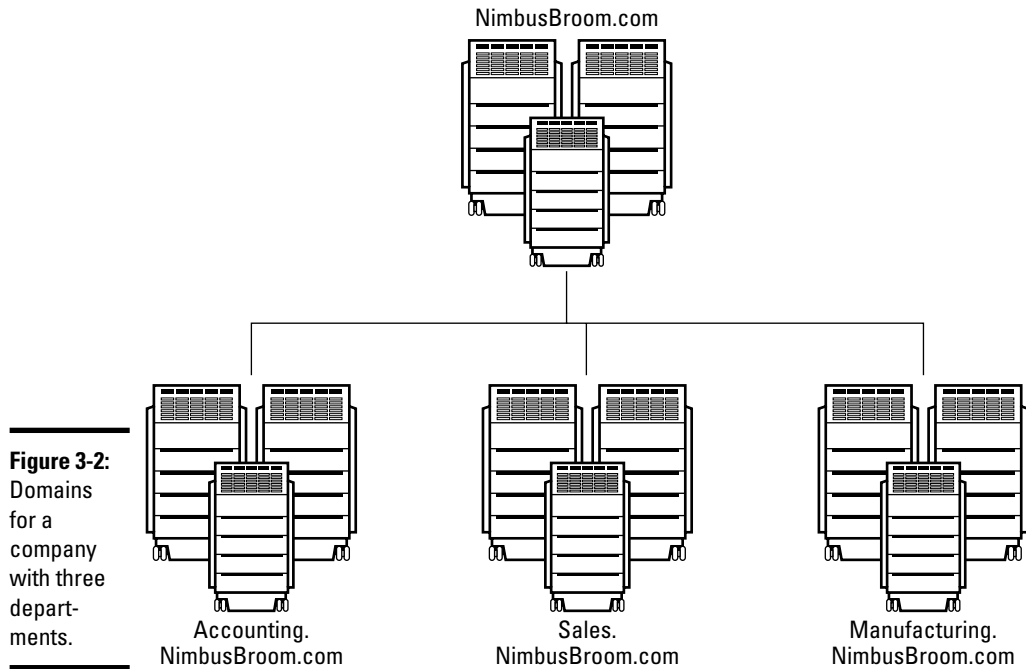 NimbusBroom.com
Figure 3-2:
Domains
for a
company
with three
depart-
ments.
Accounting.
NimbusBroom.com
Sales.
NimbusBroom.com
Manufacturing.
NimbusBroom.com